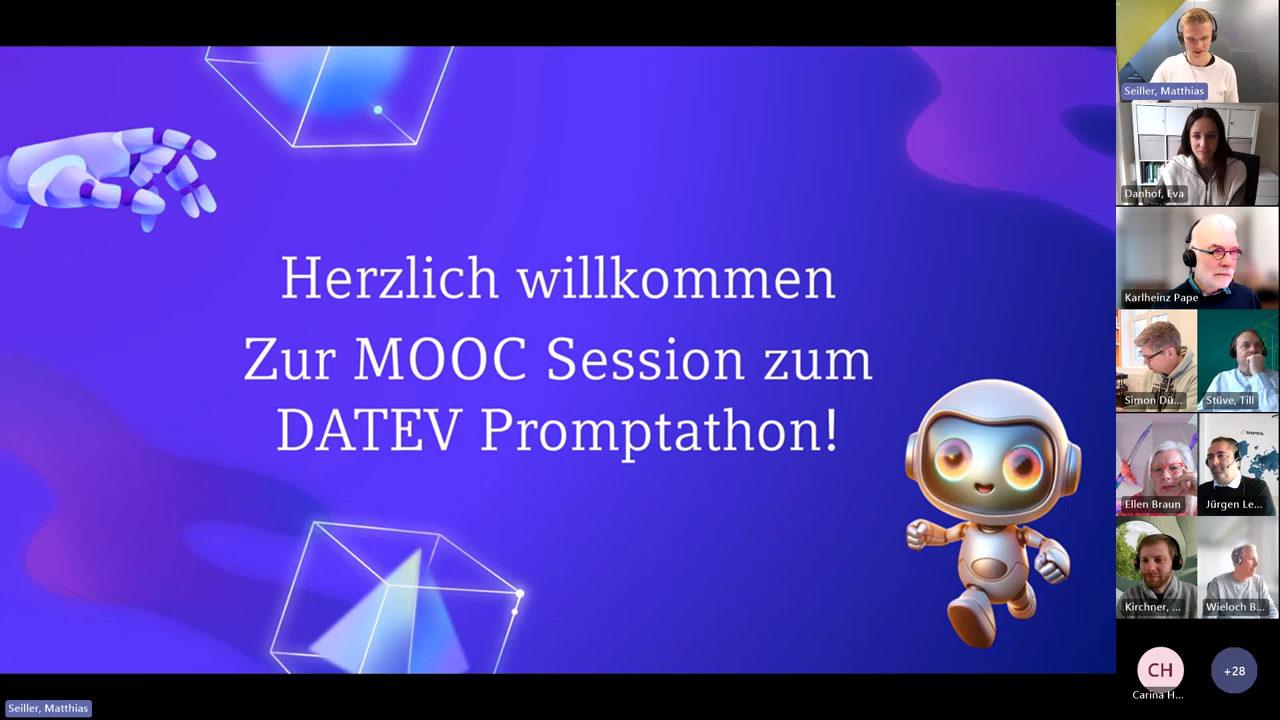 Herzlich willkommen
Zur MOOC Session zum
DATEV Promptathon!
Seiller, Matthias
Seiller, Matthias
Danhof, Eva
Karlheinz Pape
Simon Dü...
Stüve, Till
Ellen Braun
Jürgen Le...
Kirchner, ...
Wieloch B...
CH
Carina H...
+28